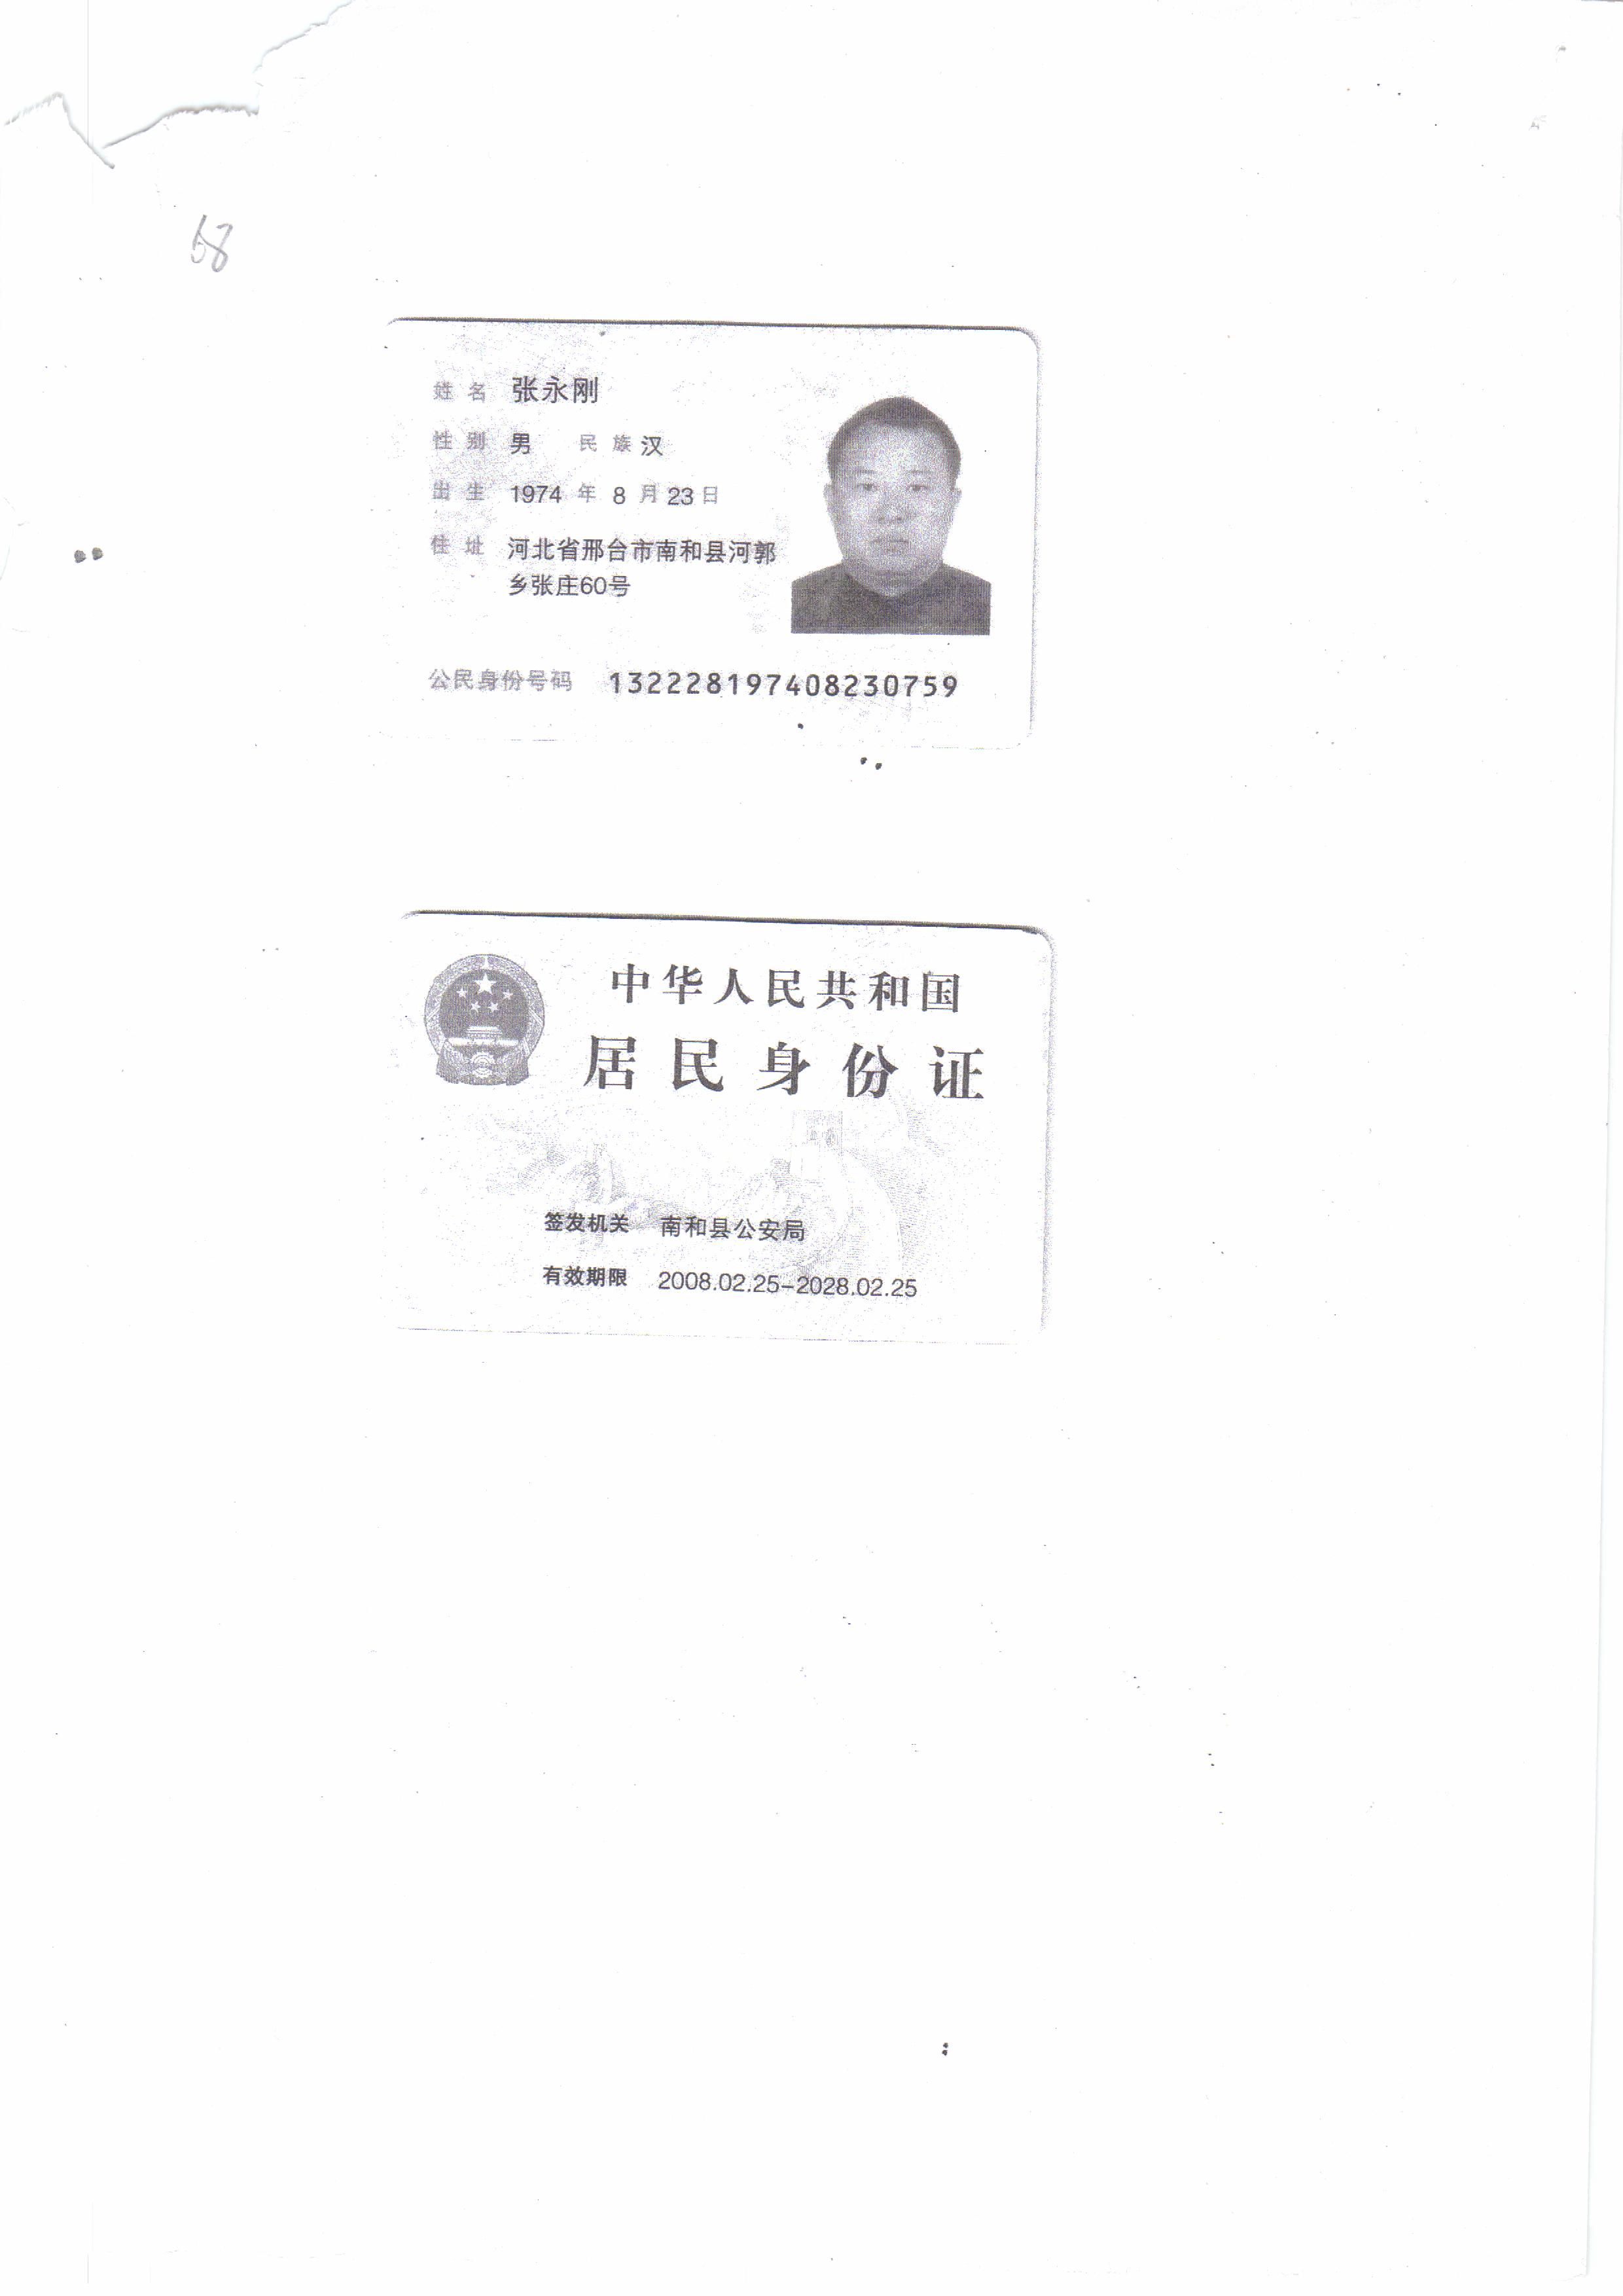 68
姓名 张永刚
性别 男 民族 汉
出生 1974 年 8 月 23 日
住址 河北省邢台市南和县河郭
乡张庄60号
公民身份号码 132228197408230759
中华人民共和国
居民身份证
签发机关 南和县公安局
有效期限 2008.02.25-2028.02.25